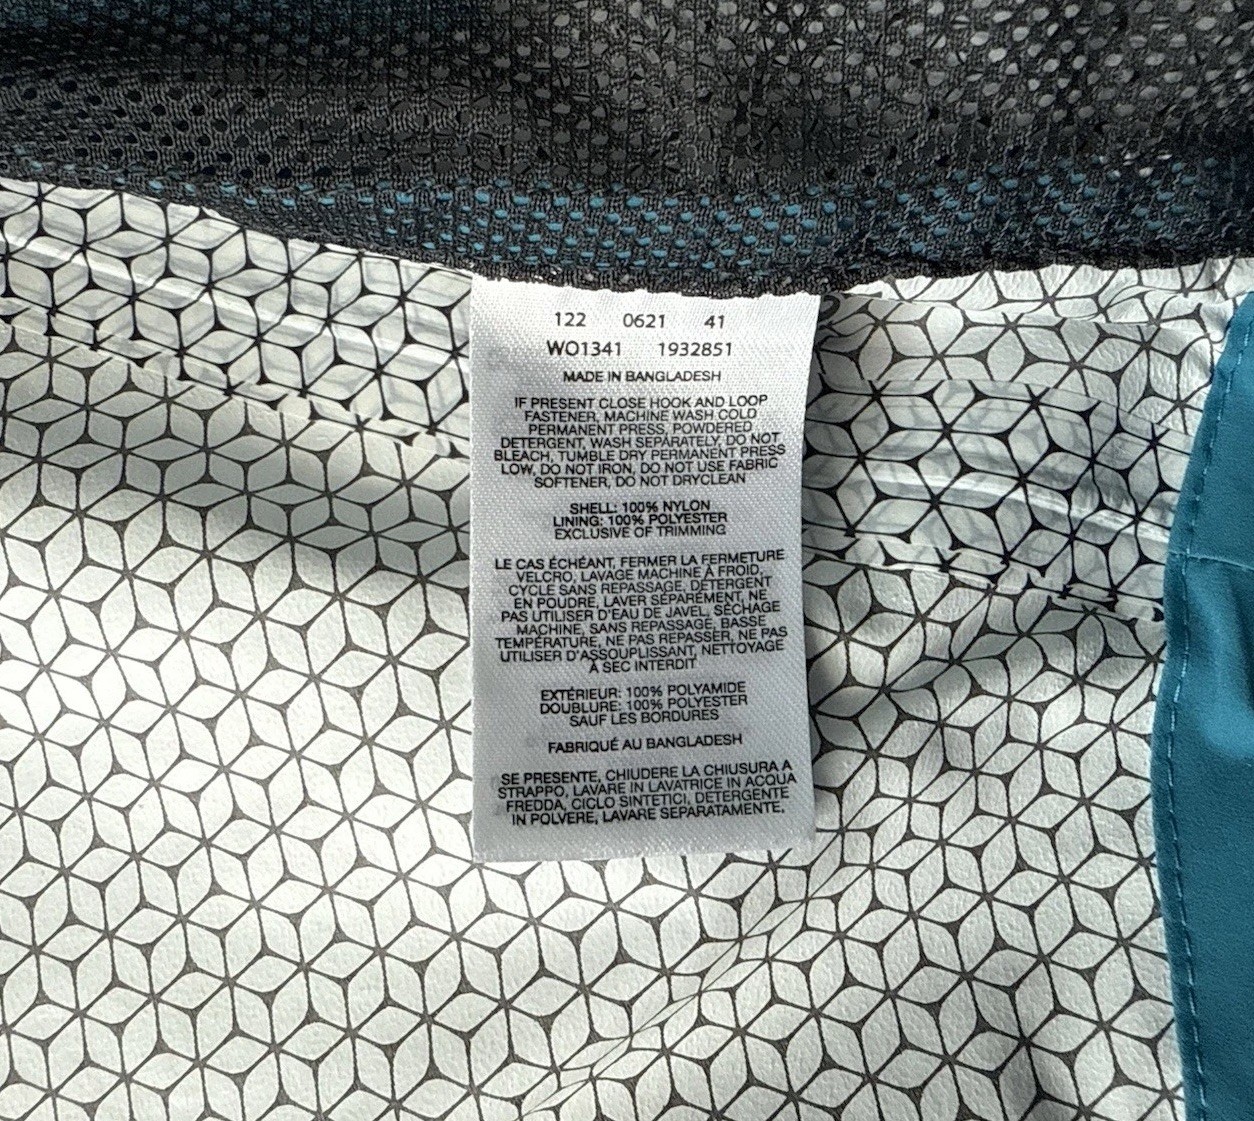 122 0621 41
WO1341 1932851
MADE IN BANGLADESH
IF PRESENT CLOSE HOOK AND LOOP
FASTENER, MACHINE WASH COLD
PERMANENT PRESS, POWDERED
DETERGENT, WASH SEPARATELY, DO NOT
BLEACH, TUMBLE DRY PERMANENT PRESS
LOW, DO NOT IRON, DO NOT USE FABRIC
SOFTENER, DO NOT DRYCLEAN
SHELL: 100% NYLON
LINING: 100% POLYESTER
EXCLUSIVE OF TRIMMING
LE CAS ÉCHÉANT, FERMER LA FERMETURE
VELCRO, LAVAGE MACHINE À FROID,
CYCLE SANS REPASSAGE, DÉTERGENT
EN POUDRE, LAVER SÉPARÉMENT, NE
PAS UTILISER D'EAU DE JAVEL, SÉCHAGE
MACHINE, SANS REPASSAGE, BASSE
TEMPÉRATURE, NE PAS REPASSER, NE PAS
UTILISER D'ASSOUPLISSANT, NETTOYAGE
À SEC INTERDIT
EXTÉRIEUR: 100% POLYAMIDE
DOUBLURE: 100% POLYESTER
SAUF LES BORDURES
FABRIQUÉ AU BANGLADESH
SE PRESENTE, CHIUDERE LA CHIUSURA A
STRAPPO, LAVARE IN LAVATRICE IN ACQUA
FREDDA, CICLO SINTETICI, DETERGENTE
IN POLVERE, LAVARE SEPARATAMENTE.